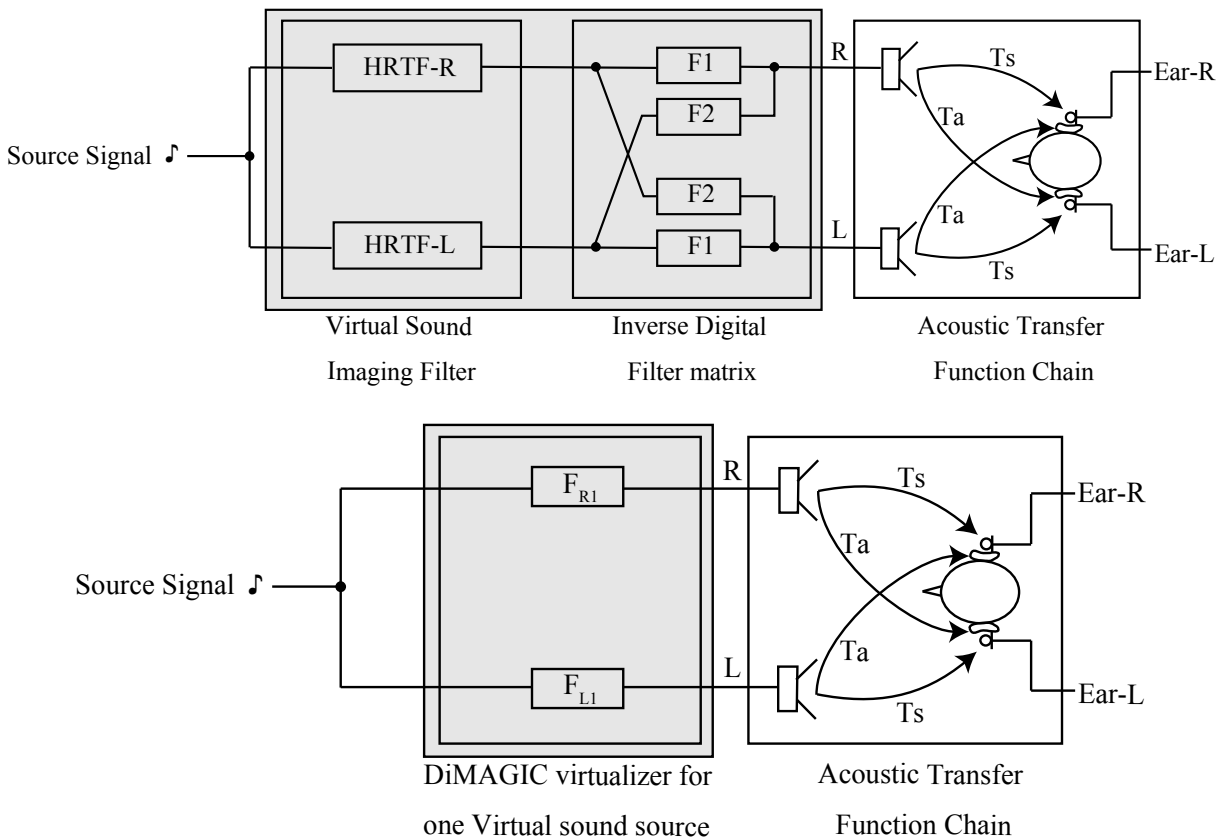 HRTF-R
F1
R
Ts
Ear-R
F2
Ta
Source Signal ♪
F2
Ta
HRTF-L
F1
L
Ts
Ear-L
Virtual Sound
Imaging Filter
Inverse Digital
Filter matrix
Acoustic Transfer
Function Chain
FR1
R
Ts
Ear-R
Ta
Source Signal ♪
Ta
FL1
L
Ts
Ear-L
DiMAGIC virtualizer for
one Virtual sound source
Acoustic Transfer
Function Chain